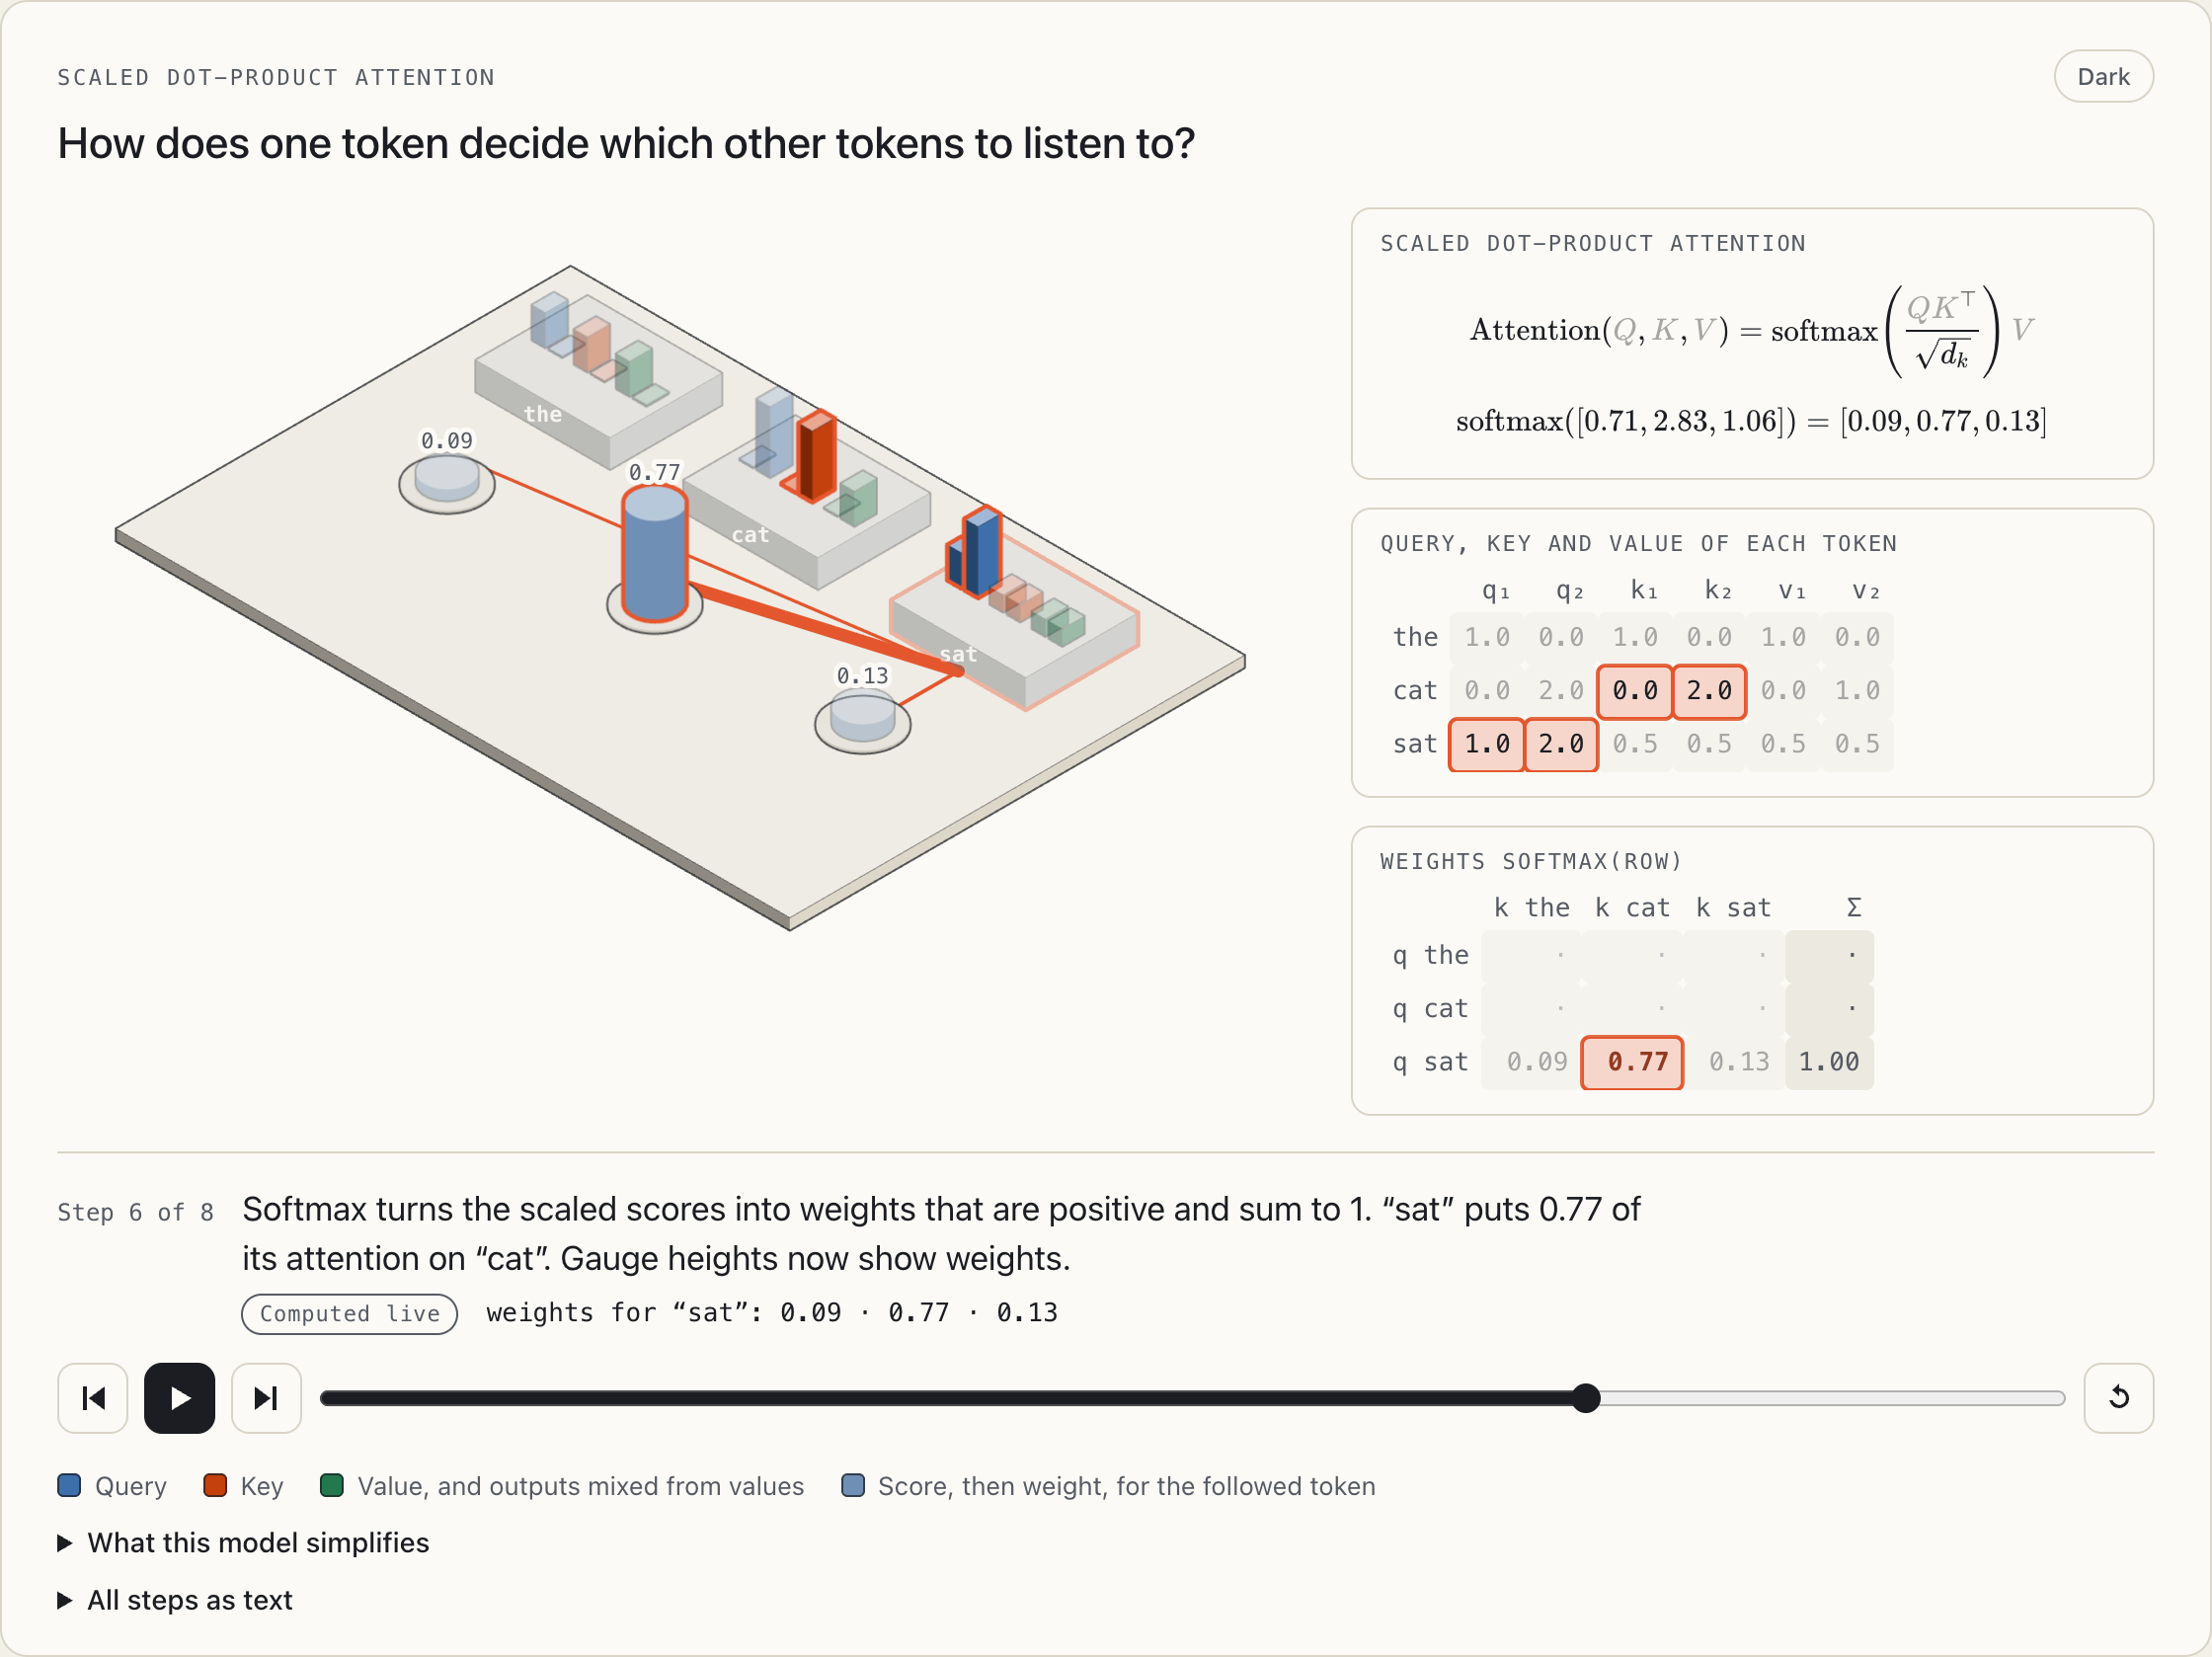 SCALED DOT–PRODUCT ATTENTION
Dark
How does one token decide which other tokens to listen to?
the
0.09
0.77
cat
sat
0.13
SCALED DOT–PRODUCT ATTENTION
Attention(Q, K, V) = softmax(QK⊤/√dₖ) V
softmax([0.71, 2.83, 1.06]) = [0.09, 0.77, 0.13]
QUERY, KEY AND VALUE OF EACH TOKEN
q₁ q₂ k₁ k₂ v₁ v₂
the 1.0 0.0 1.0 0.0 1.0 0.0
cat 0.0 2.0 0.0 2.0 0.0 1.0
sat 1.0 2.0 0.5 0.5 0.5 0.5
WEIGHTS SOFTMAX(ROW)
k the k cat k sat Σ
q the · · · ·
q cat · · · ·
q sat 0.09 0.77 0.13 1.00
Step 6 of 8
Softmax turns the scaled scores into weights that are positive and sum to 1. “sat” puts 0.77 of
its attention on “cat”. Gauge heights now show weights.
Computed live weights for “sat”: 0.09 · 0.77 · 0.13
Query Key Value, and outputs mixed from values Score, then weight, for the followed token
What this model simplifies
All steps as text